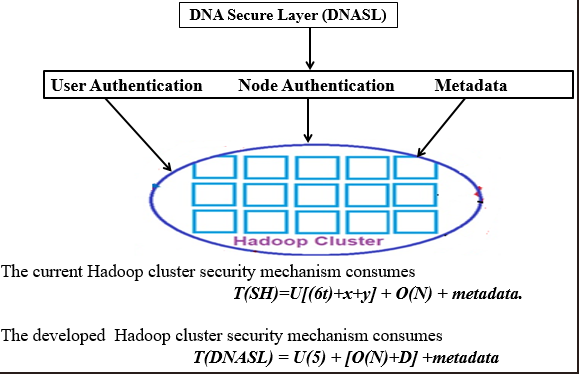 DNA Secure Layer (DNASL)
User Authentication Node Authentication Metadata
Hadoop Cluster
The current Hadoop cluster security mechanism consumes
T(SH)=U[(6t)+x+y] + O(N) + metadata.
The developed Hadoop cluster security mechanism consumes
T(DNASL) = U(5) + [O(N)+D] +metadata